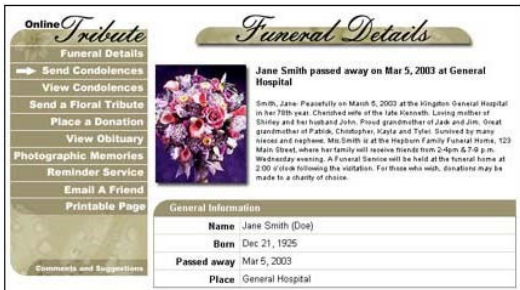 Online
Tribute
Funeral Details
Send Condolences
View Condolences
Send a Floral Tribute
Place a Donation
View Obituary
Photographic Memories
Reminder Service
Email A Friend
Printable Page
Comments and Suggestions
Funeral Details
Jane Smith passed away on Mar 5, 2003 at General
Hospital
Smith, Jane- Peacefully on March 5, 2003 at the Kingston General Hospital
in her 78th year. Cherished wife of the late Kenneth. Loving mother of
Shirley and her husband John. Proud grandmother of Jack and Jim. Great
grandmother of Patrick, Christopher, Kayla and Tyler. Survived by many
nieces and nephews. Ms.Smith is at the Hepburn Family Funeral Home, 123
Main Street, where her family will receive friends from 2-4pm & 7-9 p.m.
Wednesday evening. A Funeral Service will be held at the funeral home at
2:00 o'clock following the visitation. For those who wish, donations may be
made to a charity of choice.
General Information
Name Jane Smith (Doe)
Born Dec 21, 1925
Passed away Mar 5, 2003
Place General Hospital